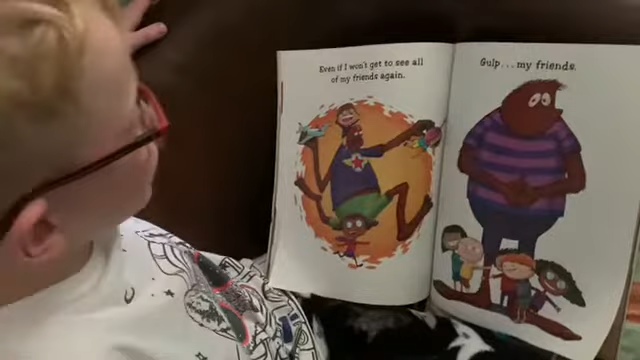 Even if I won't get to see all
of my friends again.
Gulp...my friends.